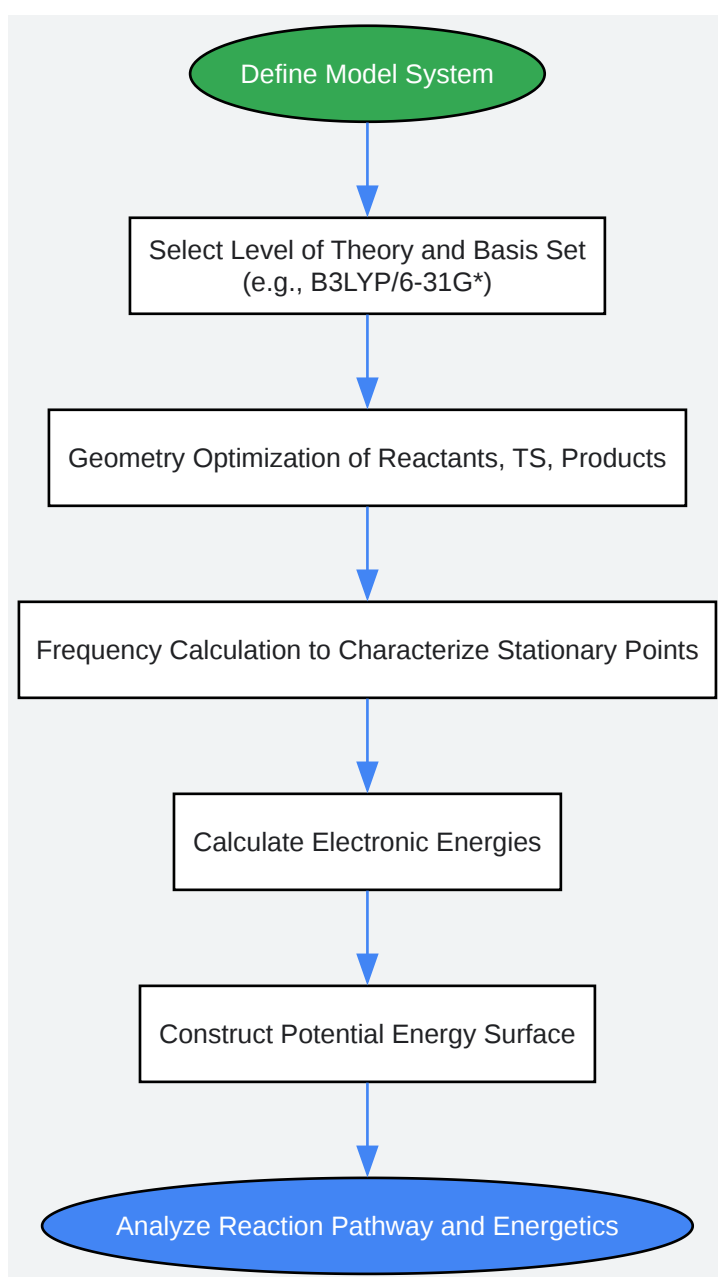 Define Model System
Select Level of Theory and Basis Set
(e.g., B3LYP/6-31G*)
Geometry Optimization of Reactants, TS, Products
Frequency Calculation to Characterize Stationary Points
Calculate Electronic Energies
Construct Potential Energy Surface
Analyze Reaction Pathway and Energetics